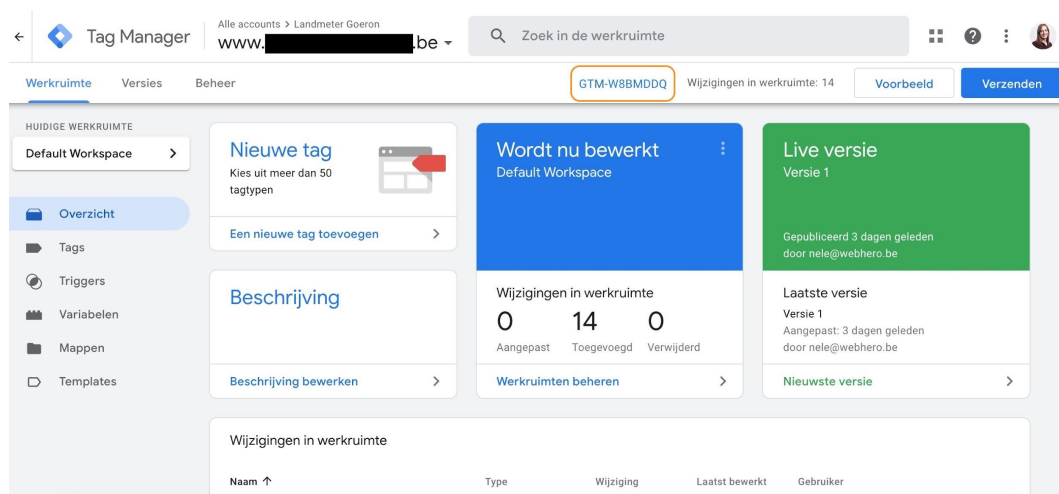 Alle accounts > Landmeter Goeron
Tag Manager
www. .be
Zoek in de werkruimte
Werkruimte Versies Beheer
GTM-W8BMDDQ
Wijzigingen in werkruimte: 14
Voorbeeld
Verzenden
HUIDIGE WERKRUIMTE
Default Workspace
Overzicht
Tags
Triggers
Variabelen
Mappen
Templates
Nieuwe tag
Kies uit meer dan 50
tagtypen
Een nieuwe tag toevoegen
Beschrijving
Beschrijving bewerken
Wordt nu bewerkt
Default Workspace
Wijzigingen in werkruimte
0 14 0
Aangepast Toegevoegd Verwijderd
Werkruimten beheren
Live versie
Versie 1
Gepubliceerd 3 dagen geleden
door nele@webhero.be
Laatste versie
Versie 1
Aangepast: 3 dagen geleden
door nele@webhero.be
Nieuwste versie
Wijzigingen in werkruimte
Naam ↑ Type Wijziging Laatst bewerkt Gebruiker